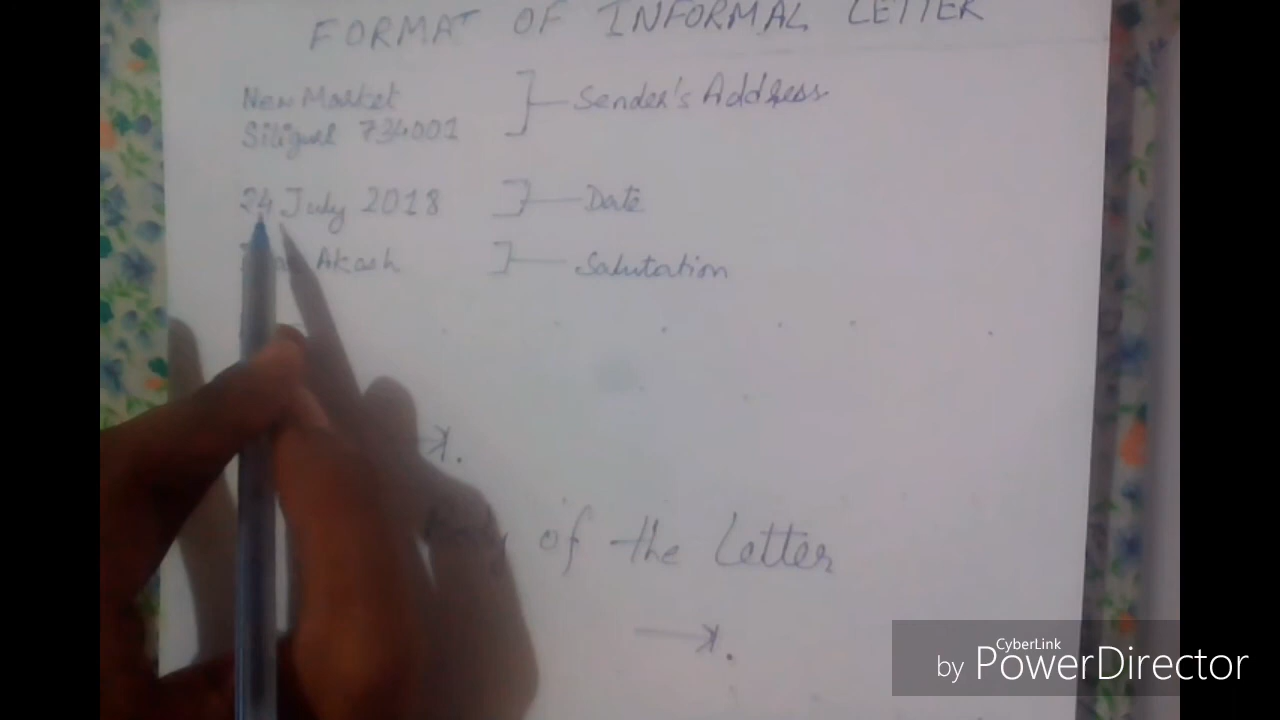 FORMAT OF INFORMAL LETTER
New Market
Siliguri 734001
Sender's Address
24 July 2018
Date
Akash
Salutation
of the Letter
CyberLink
by PowerDirector